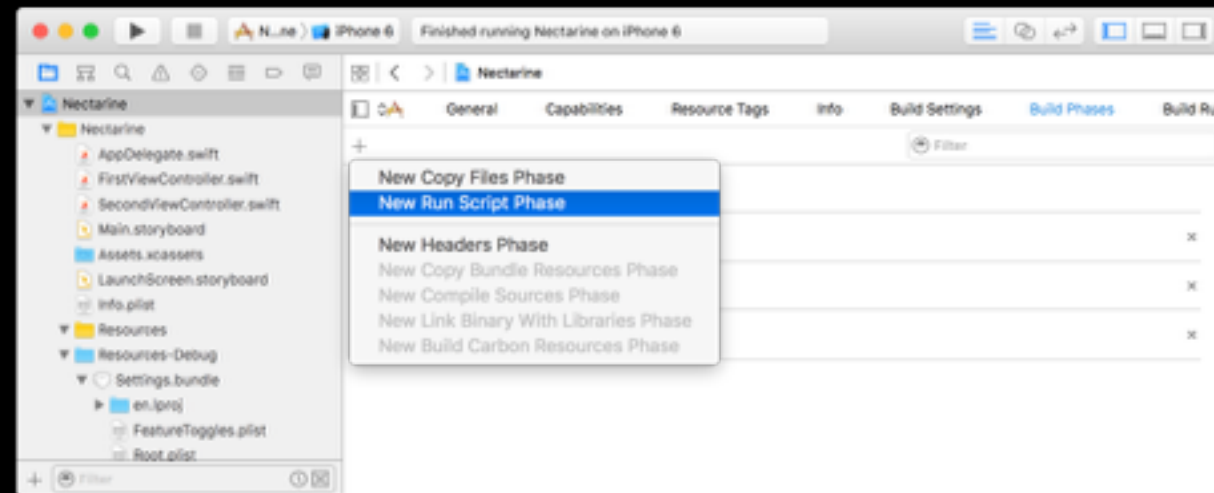 N...ne iPhone 6 Finished running Nectarine on iPhone 6
Nectarine
Nectarine
General Capabilities Resource Tags Info Build Settings Build Phases Build Ru
Nectarine
Filter
AppDelegate.swift
FirstViewController.swift
New Copy Files Phase
SecondViewController.swift
New Run Script Phase
Main.storyboard
New Headers Phase
Assets.xcassets
New Copy Bundle Resources Phase
LaunchScreen.storyboard
New Compile Sources Phase
Info.plist
New Link Binary With Libraries Phase
Resources
New Build Carbon Resources Phase
Resources-Debug
Settings.bundle
en.lproj
FeatureToggles.plist
Root.plist
Filter